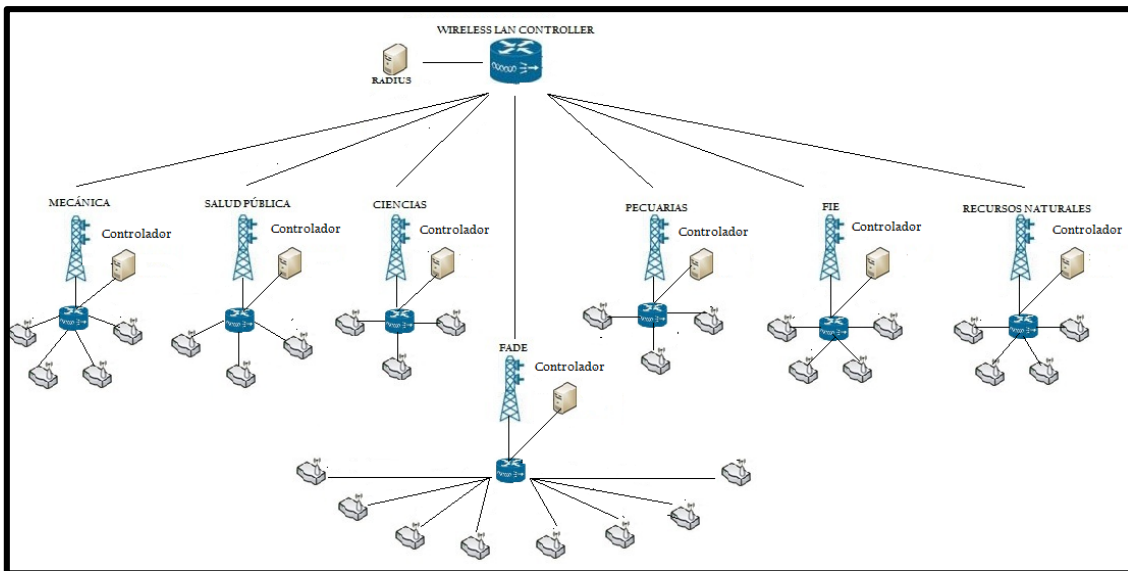 WIRELESS LAN CONTROLLER
RADIUS
MECÁNICA
SALUD PÚBLICA
CIENCIAS
PECUARIAS
FIE
RECURSOS NATURALES
Controlador
Controlador
Controlador
Controlador
Controlador
Controlador
FADE
Controlador